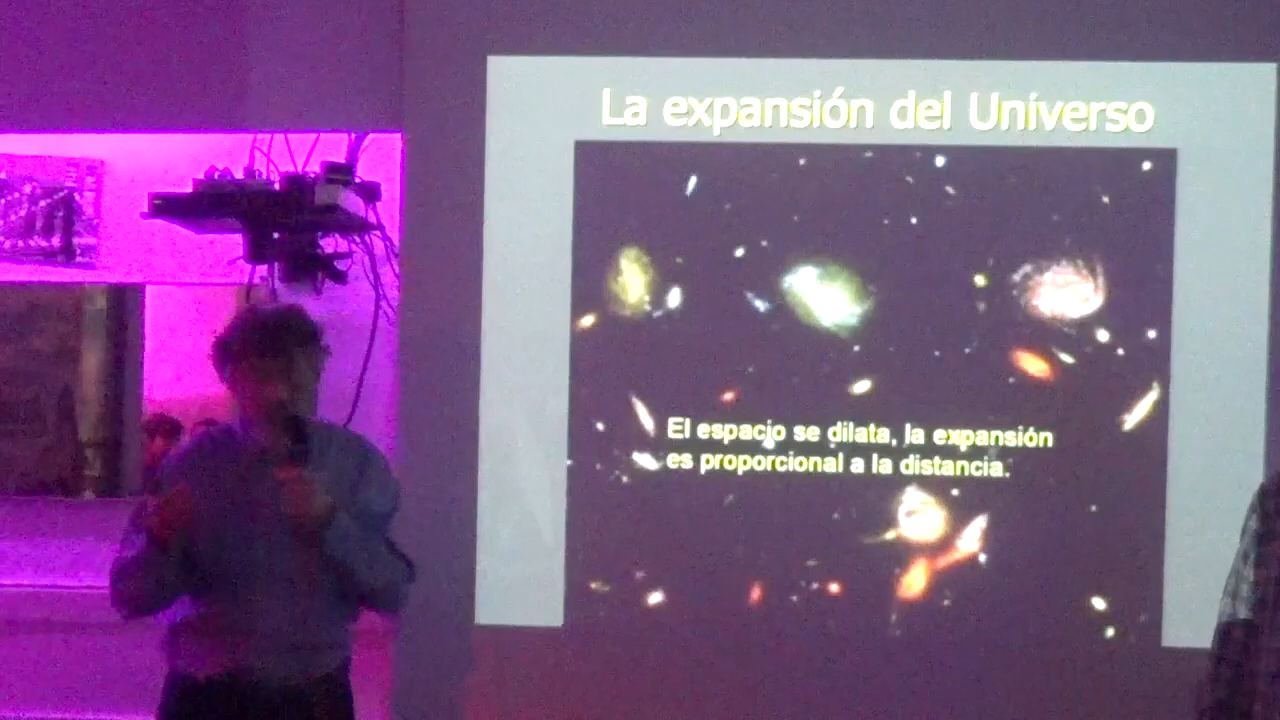 La expansión del Universo
El espacio se dilata, la expansión
es proporcional a la distancia.